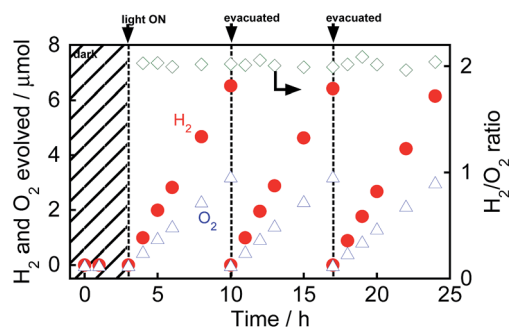 light ON
evacuated
evacuated
dark
H2 and O2 evolved / μmol
8
6
4
2
0
H2
O2
2
1
0
H2/O2 ratio
0
5
10
15
20
25
Time / h